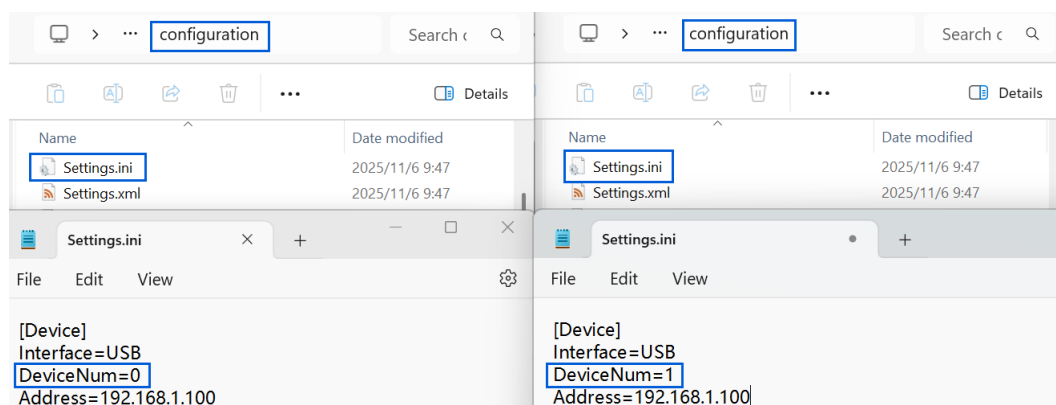 configuration
Search
Details
Name
Date modified
Settings.ini
2025/11/6 9:47
Settings.xml
2025/11/6 9:47
Settings.ini
File
Edit
View
[Device]
Interface=USB
DeviceNum=0
Address=192.168.1.100
configuration
Search
Details
Name
Date modified
Settings.ini
2025/11/6 9:47
Settings.xml
2025/11/6 9:47
Settings.ini
File
Edit
View
[Device]
Interface=USB
DeviceNum=1
Address=192.168.1.100